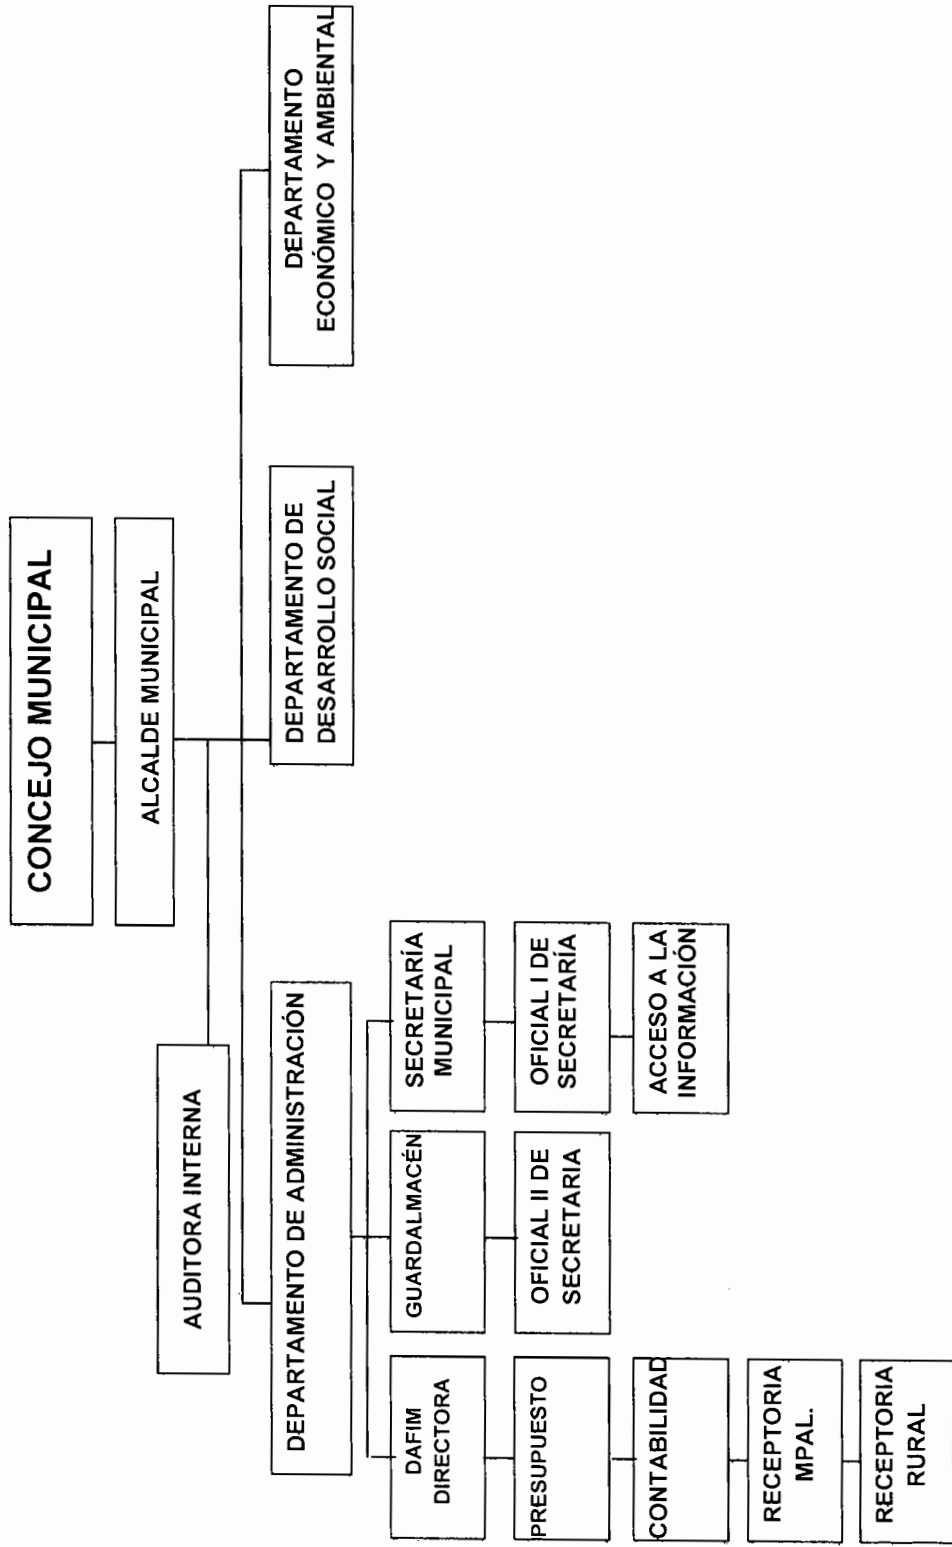 CONCEJO MUNICIPAL
ALCALDE MUNICIPAL
AUDITORA INTERNA
DEPARTAMENTO DE ADMINISTRACIÓN
DEPARTAMENTO DE
DESARROLLO SOCIAL
DEPARTAMENTO
ECONÓMICO Y AMBIENTAL
DAFIM
DIRECTORA
GUARDALMACÉN
SECRETARÍA
MUNICIPAL
PRESUPUESTO
OFICIAL II DE
SECRETARIA
OFICIAL I DE
SECRETARÍA
CONTABILIDAD
ACCESO A LA
INFORMACIÓN
RECEPTORIA
MPAL.
RECEPTORIA
RURAL